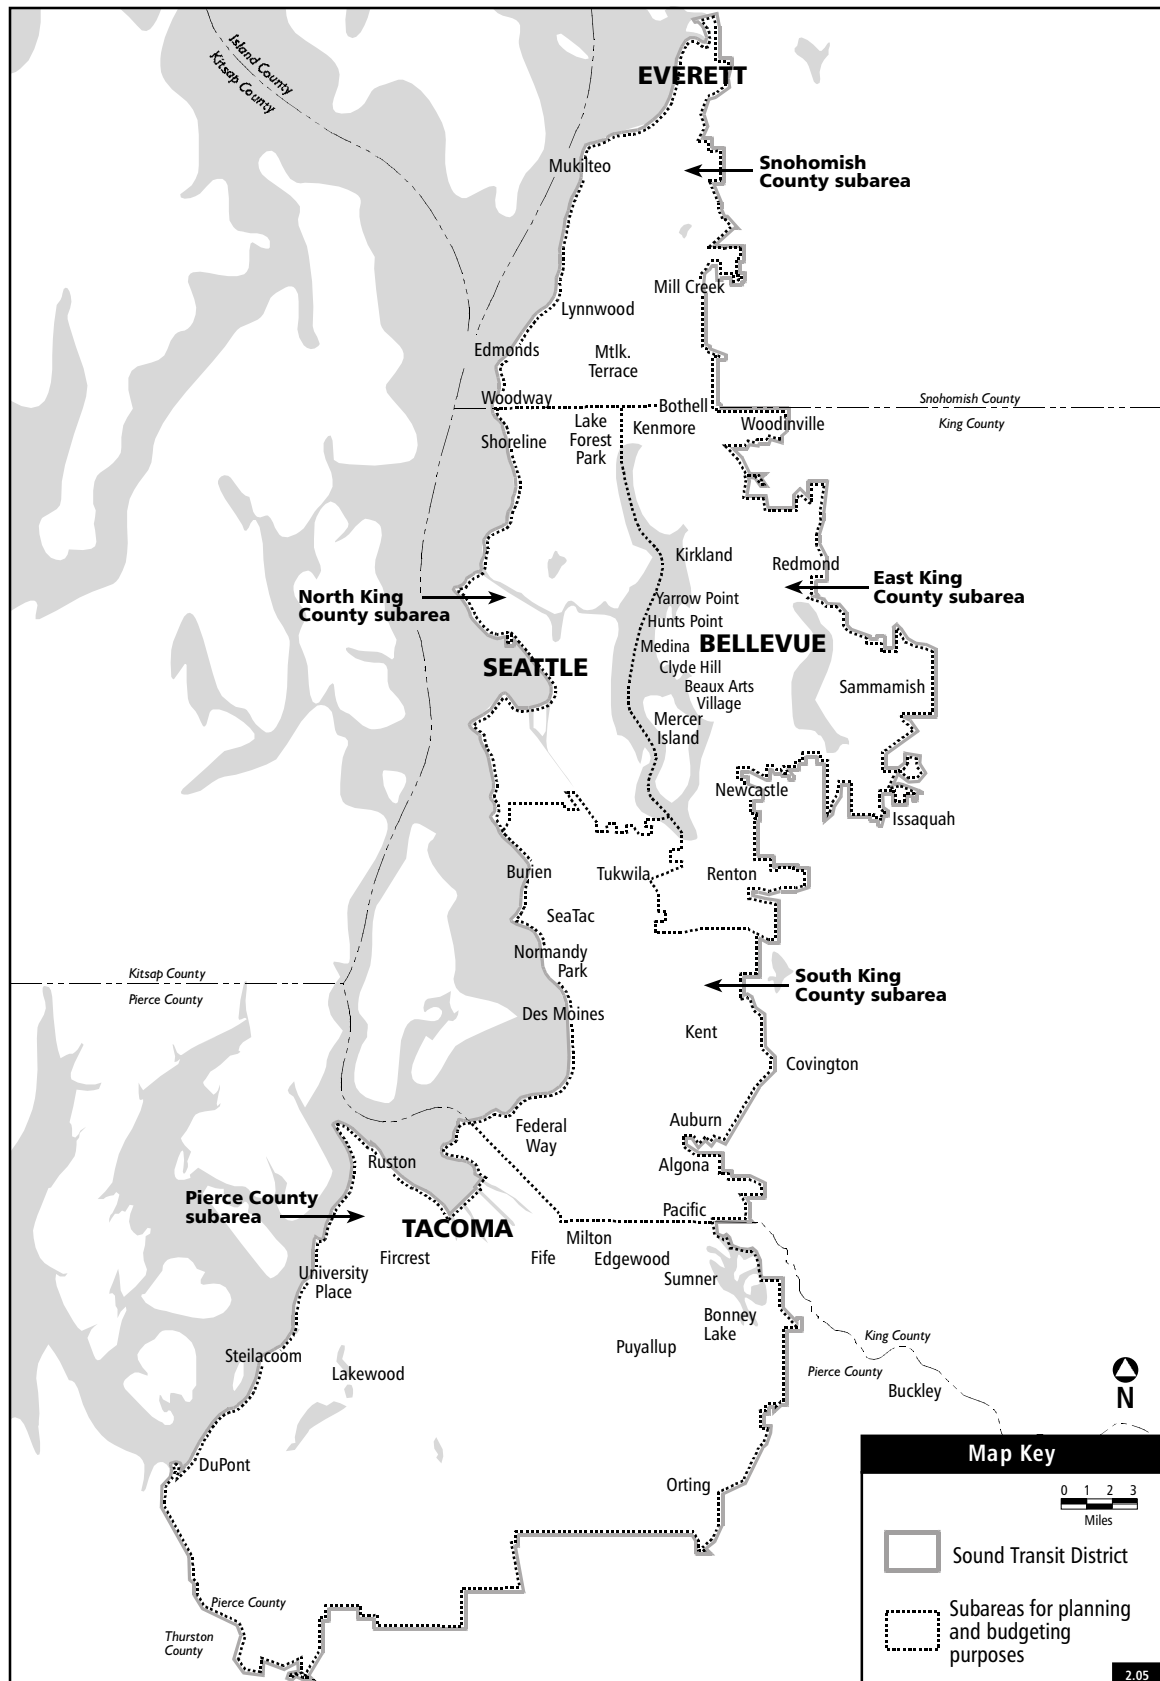 Island County
Kitsap County
EVERETT
Mukilteo
Snohomish
County subarea
Mill Creek
Lynnwood
Edmonds
Mtlk.
Terrace
Woodway
Bothell
Snohomish County
King County
Shoreline
Lake
Forest
Park
Kenmore
Woodinville
Kirkland
Redmond
North King
County subarea
East King
County subarea
Yarrow Point
Hunts Point
Medina
BELLEVUE
SEATTLE
Clyde Hill
Beaux Arts
Village
Sammamish
Mercer
Island
Newcastle
Issaquah
Burien
Tukwila
Renton
SeaTac
Normandy
Park
Kitsap County
Pierce County
South King
County subarea
Des Moines
Kent
Covington
Federal
Way
Auburn
Ruston
Algona
Pierce County
subarea
Pacific
TACOMA
Milton
Fircrest
Fife
Edgewood
University
Place
Sumner
Bonney
Lake
King County
Pierce County
Puyallup
Steilacoom
Lakewood
Buckley
N
DuPont
Orting
Pierce County
Thurston
County
Map Key
0 1 2 3
Miles
Sound Transit District
Subareas for planning
and budgeting
purposes
2.05